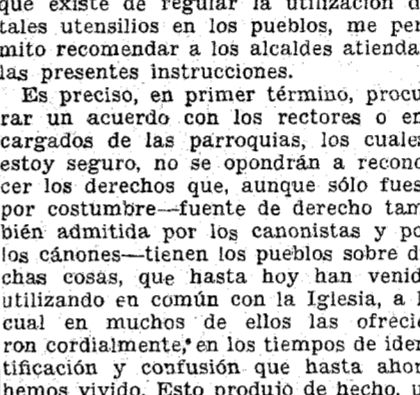 que existe de regular la utilización d
tales utensilios en los pueblos, me per
mito recomendar a los alcaldes atienda
las presentes instrucciones.
Es preciso, en primer término, procu
rar un acuerdo con los rectores o en
cargados de las parroquias, los cuales
estoy seguro, no se opondrán a recono
cer los derechos que, aunque sólo fues
por costumbre—fuente de derecho tam
bién admitida por los canonistas y po
los cánones—tienen los pueblos sobre d
chas cosas, que hasta hoy han venid
utilizando en común con la Iglesia, a l
cual en muchos de ellos las ofrecie
ron cordialmente, en los tiempos de iden
tificación y confusión que hasta ahor
hemos vivido. Esto produjo de hecho, u